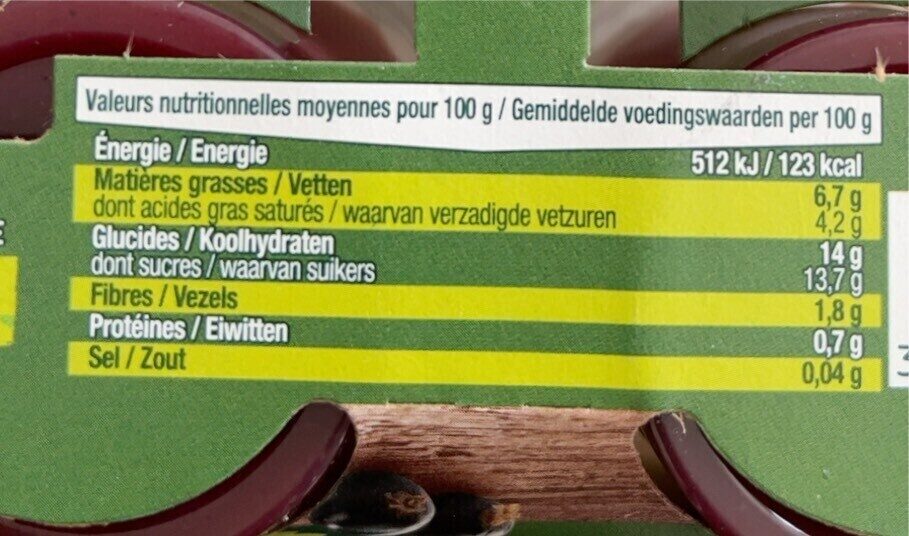 Valeurs nutritionnelles moyennes pour 100 g / Gemiddelde voedingswaarden per 100 g
Énergie / Energie 512 kJ / 123 kcal
Matières grasses / Vetten 6,7 g
dont acides gras saturés / waarvan verzadigde vetzuren 4,2 g
Glucides / Koolhydraten 14 g
dont sucres / waarvan suikers 13,7 g
Fibres / Vezels 1,8 g
Protéines / Eiwitten 0,7 g
Sel / Zout 0,04 g